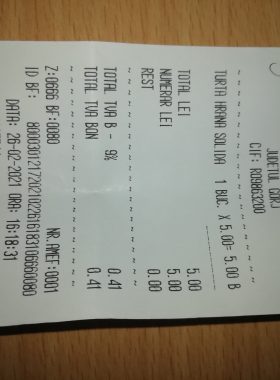 JUDETUL GORJ
CIF: RO8863200
TURTA HRANA SOLIDA 1 BUC. X 5.00= 5.00 B
TOTAL LEI 5.00
NUMERAR LEI 5.00
REST 0.00
TOTAL TVA B - 9% 0.41
TOTAL TVA BON 0.41
Z:0666 BF:0080 NR.AMEF:0001
ID BF: 80003012172021022616183106660080
DATA: 26-02-2021 ORA: 16:18:31